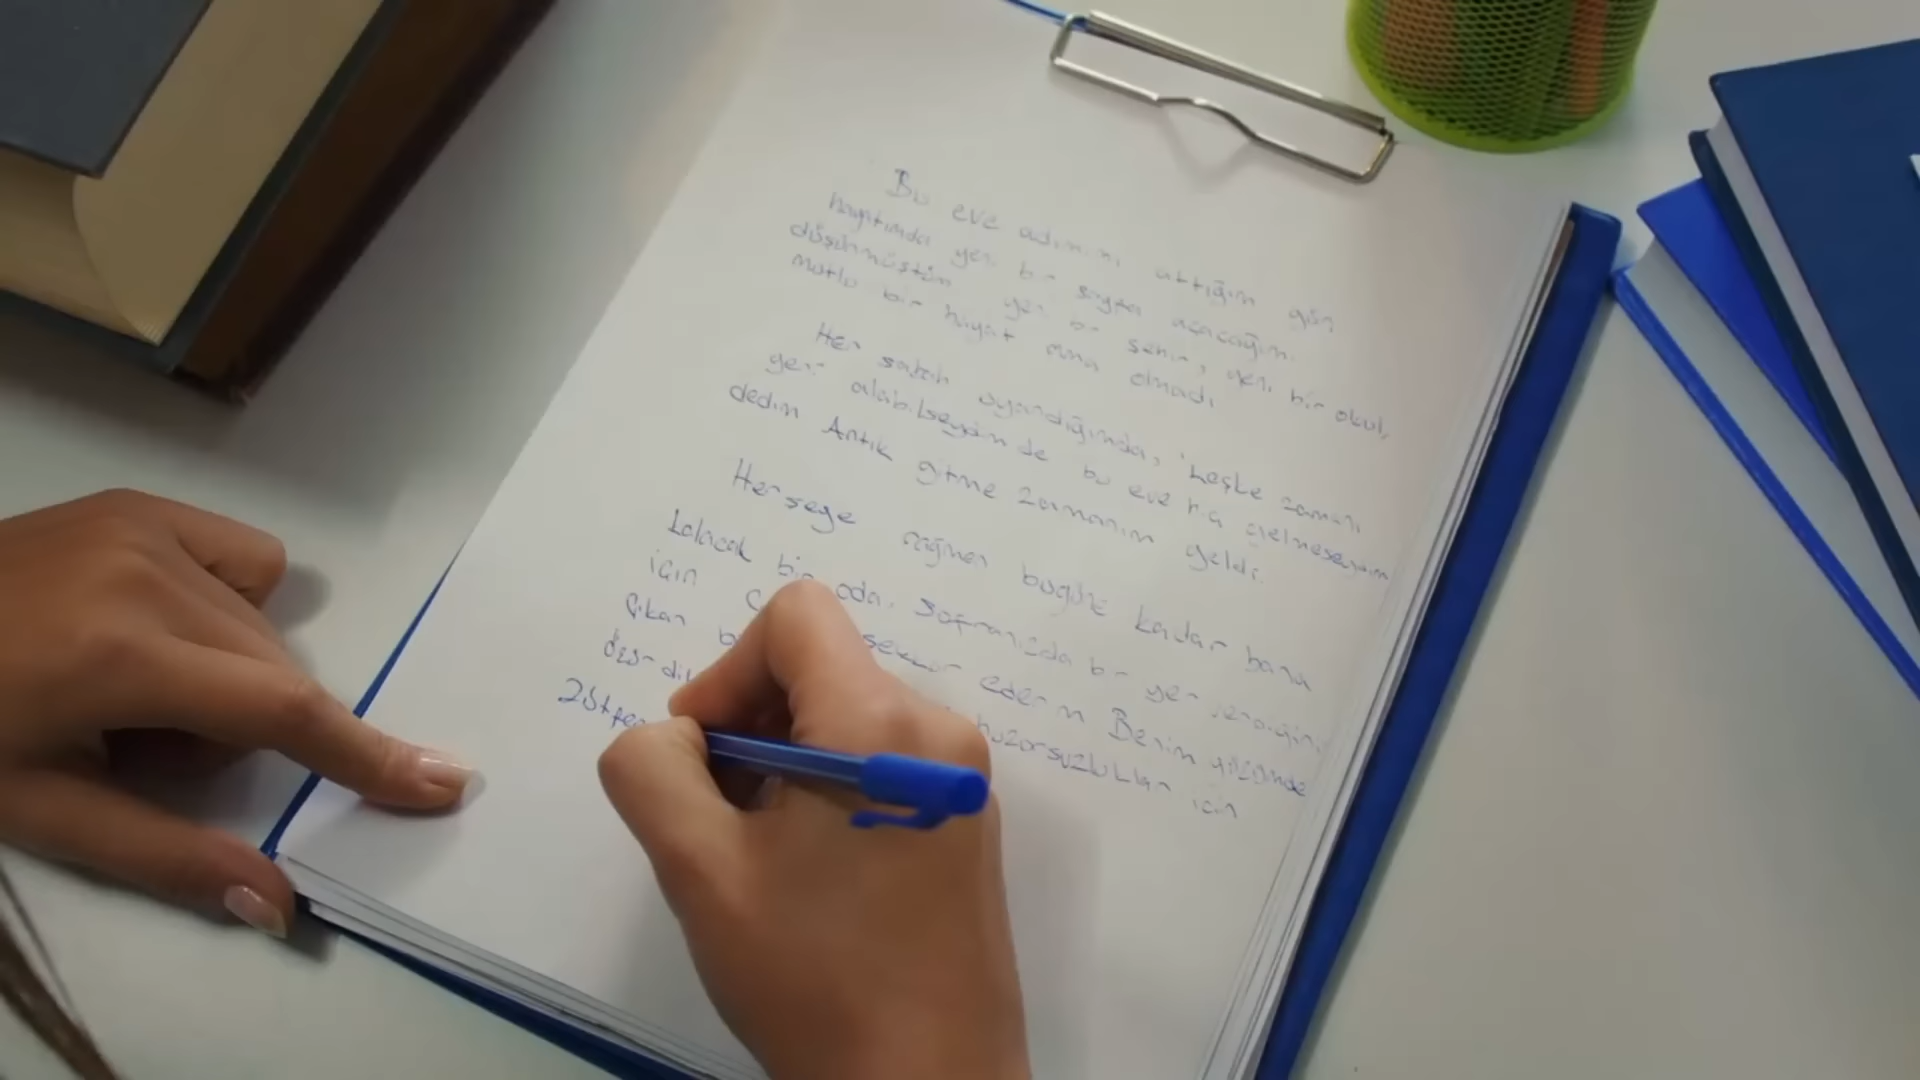 Bu eve adımımı attığım gün
hayatımda yeni bir sayfa açacağımı
düşünmüştüm yeni bir şehir, yeni bir okul,
mutlu bir hayat ama olmadı
Her sabah uyandığımda, keşke zamanı
geri alabilseydim de bu eve hiç gelmeseydim
dedim Artık gitme zamanım geldi.
Herşeye rağmen bugüne kadar bana
kalacak bir oda, sofranızda bir yer verdiğiniz
için ederim Benim yüzümden
çıkan huzursuzluklar için
özür
Lütfen